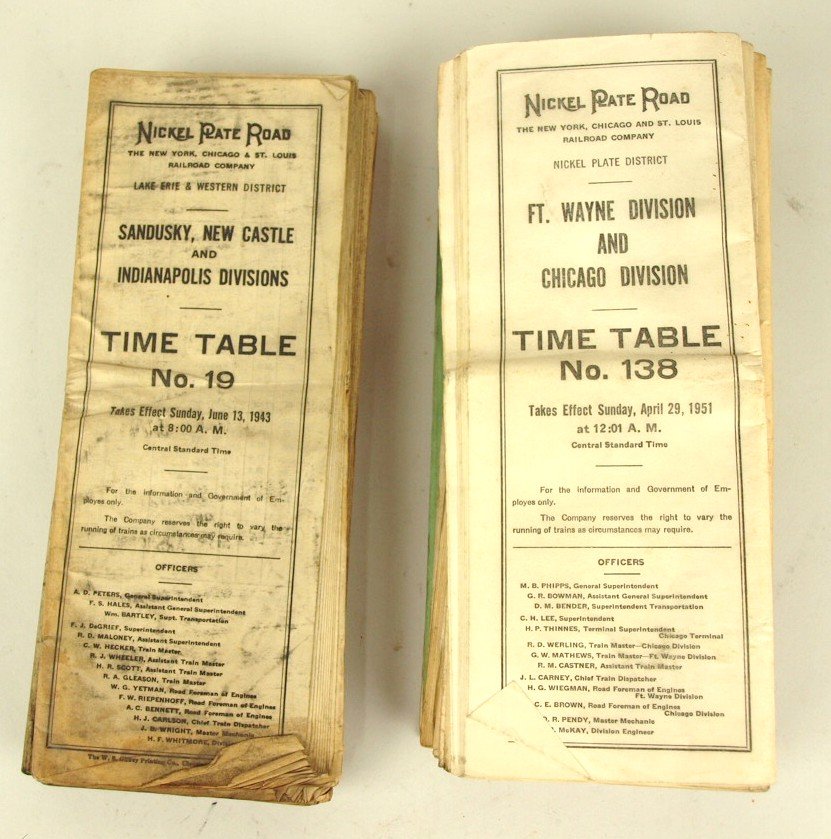 NICKEL PLATE ROAD
THE NEW YORK, CHICAGO & ST. LOUIS
RAILROAD COMPANY
LAKE ERIE & WESTERN DISTRICT
SANDUSKY, NEW CASTLE
AND
INDIANAPOLIS DIVISIONS
TIME TABLE
No. 19
Takes Effect Sunday, June 13, 1943
at 8:00 A. M.
Central Standard Time
For the information and Government of Em-
ployes only.
The Company reserves the right to vary the
running of trains as circumstances may require.
OFFICERS
A. D. PETERS, General Superintendent
F. S. HALES, Assistant General Superintendent
Wm. BARTLEY, Supt. Transportation
F. J. DeGRIEF, Superintendent
R. D. MALONEY, Assistant Superintendent
C. W. HECKER, Train Master
R. J. WHEELER, Assistant Train Master
H. R. SCOTT, Assistant Train Master
R. A. GLEASON, Train Master
W. G. YETMAN, Road Foreman of Engines
F. W. RIEPENHOFF, Road Foreman of Engines
A. C. BENNETT, Road Foreman of Engines
H. J. CARLSON, Chief Train Dispatcher
J. B. WRIGHT, Master Mechanic
H. F. WHITMORE,
The W. S. Printing Co.,
NICKEL PLATE ROAD
THE NEW YORK, CHICAGO AND ST. LOUIS
RAILROAD COMPANY
NICKEL PLATE DISTRICT
FT. WAYNE DIVISION
AND
CHICAGO DIVISION
TIME TABLE
No. 138
Takes Effect Sunday, April 29, 1951
at 12:01 A. M.
Central Standard Time
For the information and Government of Em-
ployes only.
The Company reserves the right to vary the
running of trains as circumstances may require.
OFFICERS
M. B. PHIPPS, General Superintendent
G. R. BOWMAN, Assistant General Superintendent
D. M. BENDER, Superintendent Transportation
C. H. LEE, Superintendent
H. P. THINNES, Terminal Superintendent
Chicago Terminal
R. D. WERLING, Train Master—Chicago Division
G. W. MATHEWS, Train Master—Ft. Wayne Division
R. M. CASTNER, Assistant Train Master
J. L. CARNEY, Chief Train Dispatcher
H. G. WIEGMAN, Road Foreman of Engines
Ft. Wayne Division
C. E. BROWN, Road Foreman of Engines
Chicago Division
R. PENDY, Master Mechanic
McKAY, Division Engineer